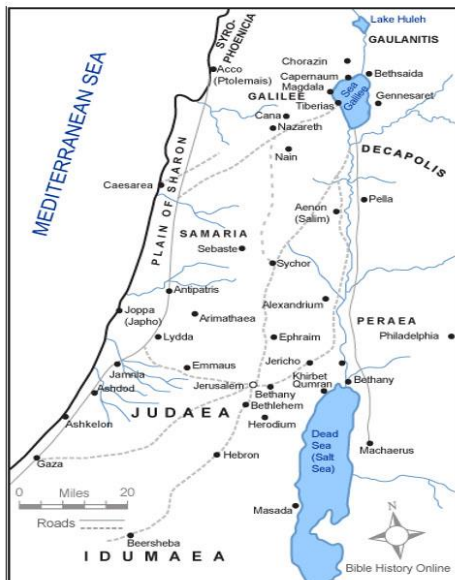 Lake Huleh
SYRO-
PHOENICIA
GAULANITIS
Chorazin
Acco
(Ptolemais)
Capernaum
Bethsaida
Magdala
GALILEE
Sea
Galilee
Gennesaret
Tiberias
Cana
Nazareth
MEDITERRANEAN SEA
Nain
DECAPOLIS
Caesarea
PLAIN OF SHARON
Pella
Aenon
(Salim)
SAMARIA
Sebaste
Sychor
Antipatris
Alexandrium
Joppa
(Japho)
Arimathaea
PERAEA
Philadelphia
Lydda
Ephraim
Jamnia
Emmaus
Jericho
Khirbet
Qumran
Ashdod
Jerusalem
Bethany
Bethany
JUDAEA
Bethlehem
Herodium
Ashkelon
Dead
Sea
(Salt
Sea)
Machaerus
Gaza
Hebron
Miles
0 20
Masada
N
Roads
Beersheba
IDUMAEA
Bible History Online